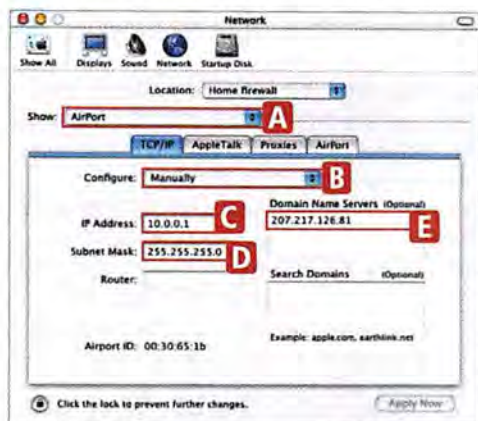 Network
Show All Displays Sound Network Startup Disk
Location: Home firewall
Show: AirPort A
TCP/IP AppleTalk Proxies AirPort
Configure: Manually B
Domain Name Servers (Optional)
IP Address: 10.0.0.1 C 207.217.126.81 E
Subnet Mask: 255.255.255.0 D
Router: Search Domains (Optional)
Airport ID: 00:30:65:1b Example: apple.com, earthlink.net
Click the lock to prevent further changes. Apply Now